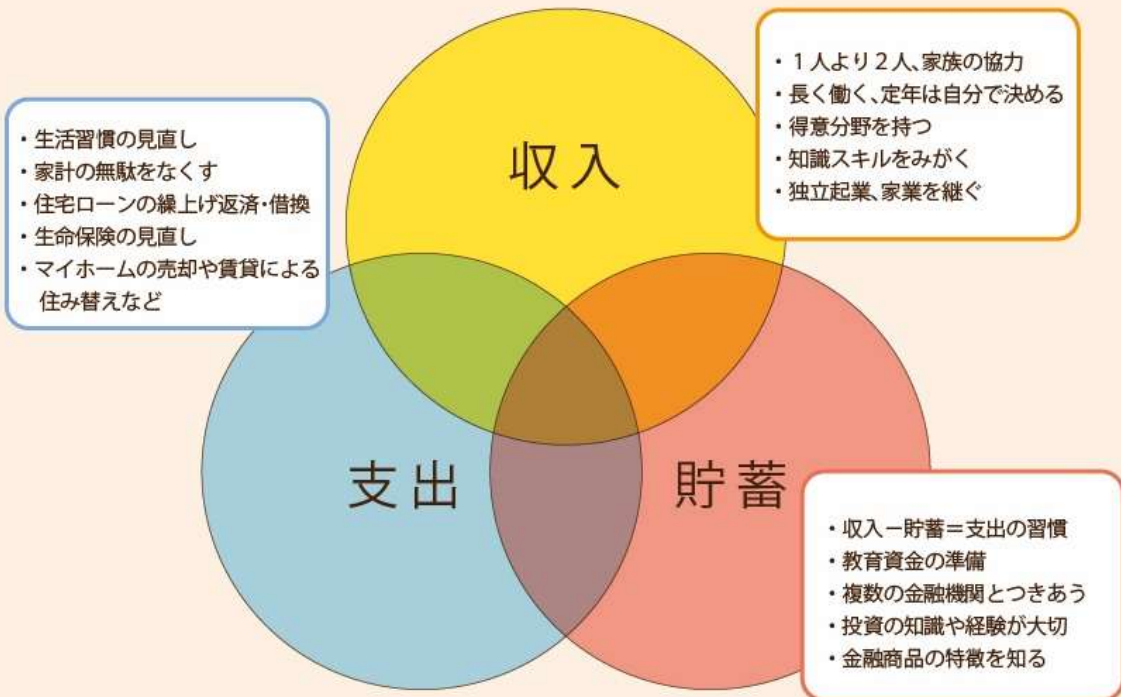 ・１人より２人、家族の協力
・長く働く、定年は自分で決める
・得意分野を持つ
・知識スキルをみがく
・独立起業、家業を継ぐ
収入
・生活習慣の見直し
・家計の無駄をなくす
・住宅ローンの繰上げ返済・借換
・生命保険の見直し
・マイホームの売却や賃貸による
住み替えなど
支出
貯蓄
・収入－貯蓄＝支出の習慣
・教育資金の準備
・複数の金融機関とつきあう
・投資の知識や経験が大切
・金融商品の特徴を知る